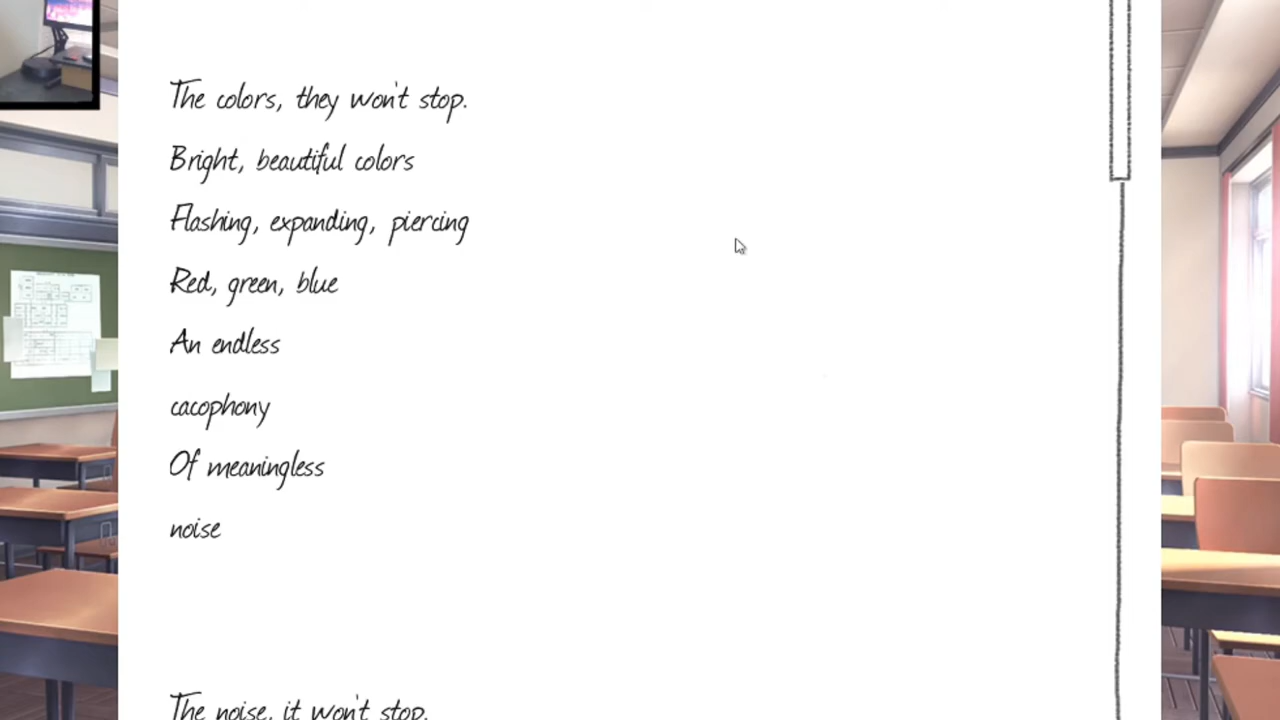 The colors, they won't stop.
Bright, beautiful colors
Flashing, expanding, piercing
Red, green, blue
An endless
cacophony
Of meaningless
noise
The noise, it won't stop.